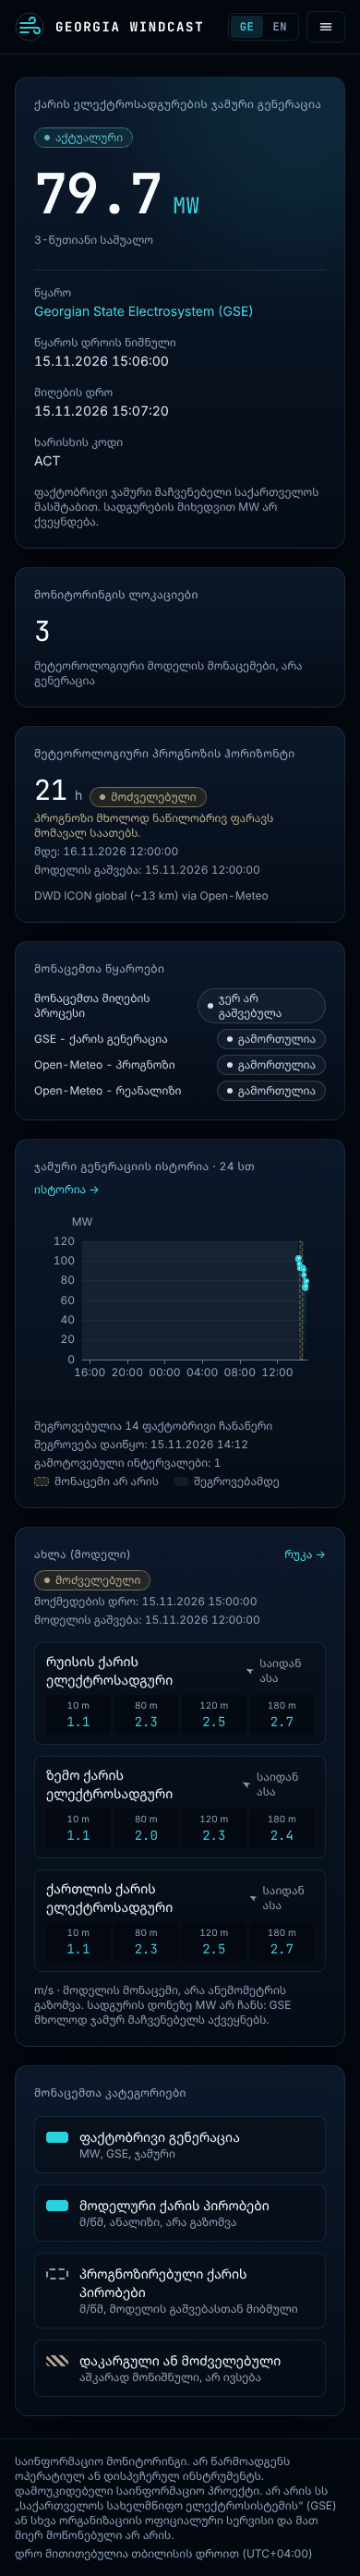 GEORGIA WINDCAST
GE EN
ქარის ელექტროსადგურების ჯამური გენერაცია
აქტუალური
79.7 MW
3-წუთიანი საშუალო
წყარო
Georgian State Electrosystem (GSE)
წყაროს დროის ნიშნული
15.11.2026 15:06:00
მიღების დრო
15.11.2026 15:07:20
ხარისხის კოდი
ACT
ფაქტობრივი ჯამური მაჩვენებელი საქართველოს
მასშტაბით. სადგურების მიხედვით MW არ
ქვეყნდება.
მონიტორინგის ლოკაციები
3
მეტეოროლოგიური მოდელის მონაცემები, არა
გენერაცია
მეტეოროლოგიური პროგნოზის ჰორიზონტი
21 h მოძველებული
პროგნოზი მხოლოდ ნაწილობრივ ფარავს
მომავალ საათებს.
მდე: 16.11.2026 12:00:00
მოდელის გაშვება: 15.11.2026 12:00:00
DWD ICON global (~13 km) via Open-Meteo
მონაცემთა წყაროები
მონაცემთა მიღების
პროცესი
ჯერ არ
გაშვებულა
GSE - ქარის გენერაცია გამორთულია
Open-Meteo - პროგნოზი გამორთულია
Open-Meteo - რეანალიზი გამორთულია
ჯამური გენერაციის ისტორია · 24 სთ
ისტორია →
MW
120
100
80
60
40
20
0
16:00 20:00 00:00 04:00 08:00 12:00
შეგროვებულია 14 ფაქტობრივი ჩანაწერი
შეგროვება დაიწყო: 15.11.2026 14:12
გამოტოვებული ინტერვალები: 1
მონაცემი არ არის შეგროვებამდე
ახლა (მოდელი) რუკა →
მოძველებული
მოქმედების დრო: 15.11.2026 15:00:00
მოდელის გაშვება: 15.11.2026 12:00:00
რუისის ქარის
ელექტროსადგური
საიდან
ასა
10 m 80 m 120 m 180 m
1.1 2.3 2.5 2.7
ზემო ქარის
ელექტროსადგური
საიდან
ასა
10 m 80 m 120 m 180 m
1.1 2.0 2.3 2.4
ქართლის ქარის
ელექტროსადგური
საიდან
ასა
10 m 80 m 120 m 180 m
1.1 2.3 2.5 2.7
m/s · მოდელის მონაცემი, არა ანემომეტრის
გაზომვა. სადგურის დონეზე MW არ ჩანს: GSE
მხოლოდ ჯამურ მაჩვენებელს აქვეყნებს.
მონაცემთა კატეგორიები
ფაქტობრივი გენერაცია
MW, GSE, ჯამური
მოდელური ქარის პირობები
მ/წმ, ანალიზი, არა გაზომვა
პროგნოზირებული ქარის
პირობები
მ/წმ, მოდელის გაშვებასთან მიბმული
დაკარგული ან მოძველებული
აშკარად მონიშნული, არ ივსება
საინფორმაციო მონიტორინგი. არ წარმოადგენს
ოპერატიულ ან დისპეჩერულ ინსტრუმენტს.
დამოუკიდებელი საინფორმაციო პროექტი. არ არის სს
„საქართველოს სახელმწიფო ელექტროსისტემის“ (GSE)
ან სხვა ორგანიზაციის ოფიციალური სერვისი და მათ
მიერ მოწონებული არ არის.
დრო მითითებულია თბილისის დროით (UTC+04:00)